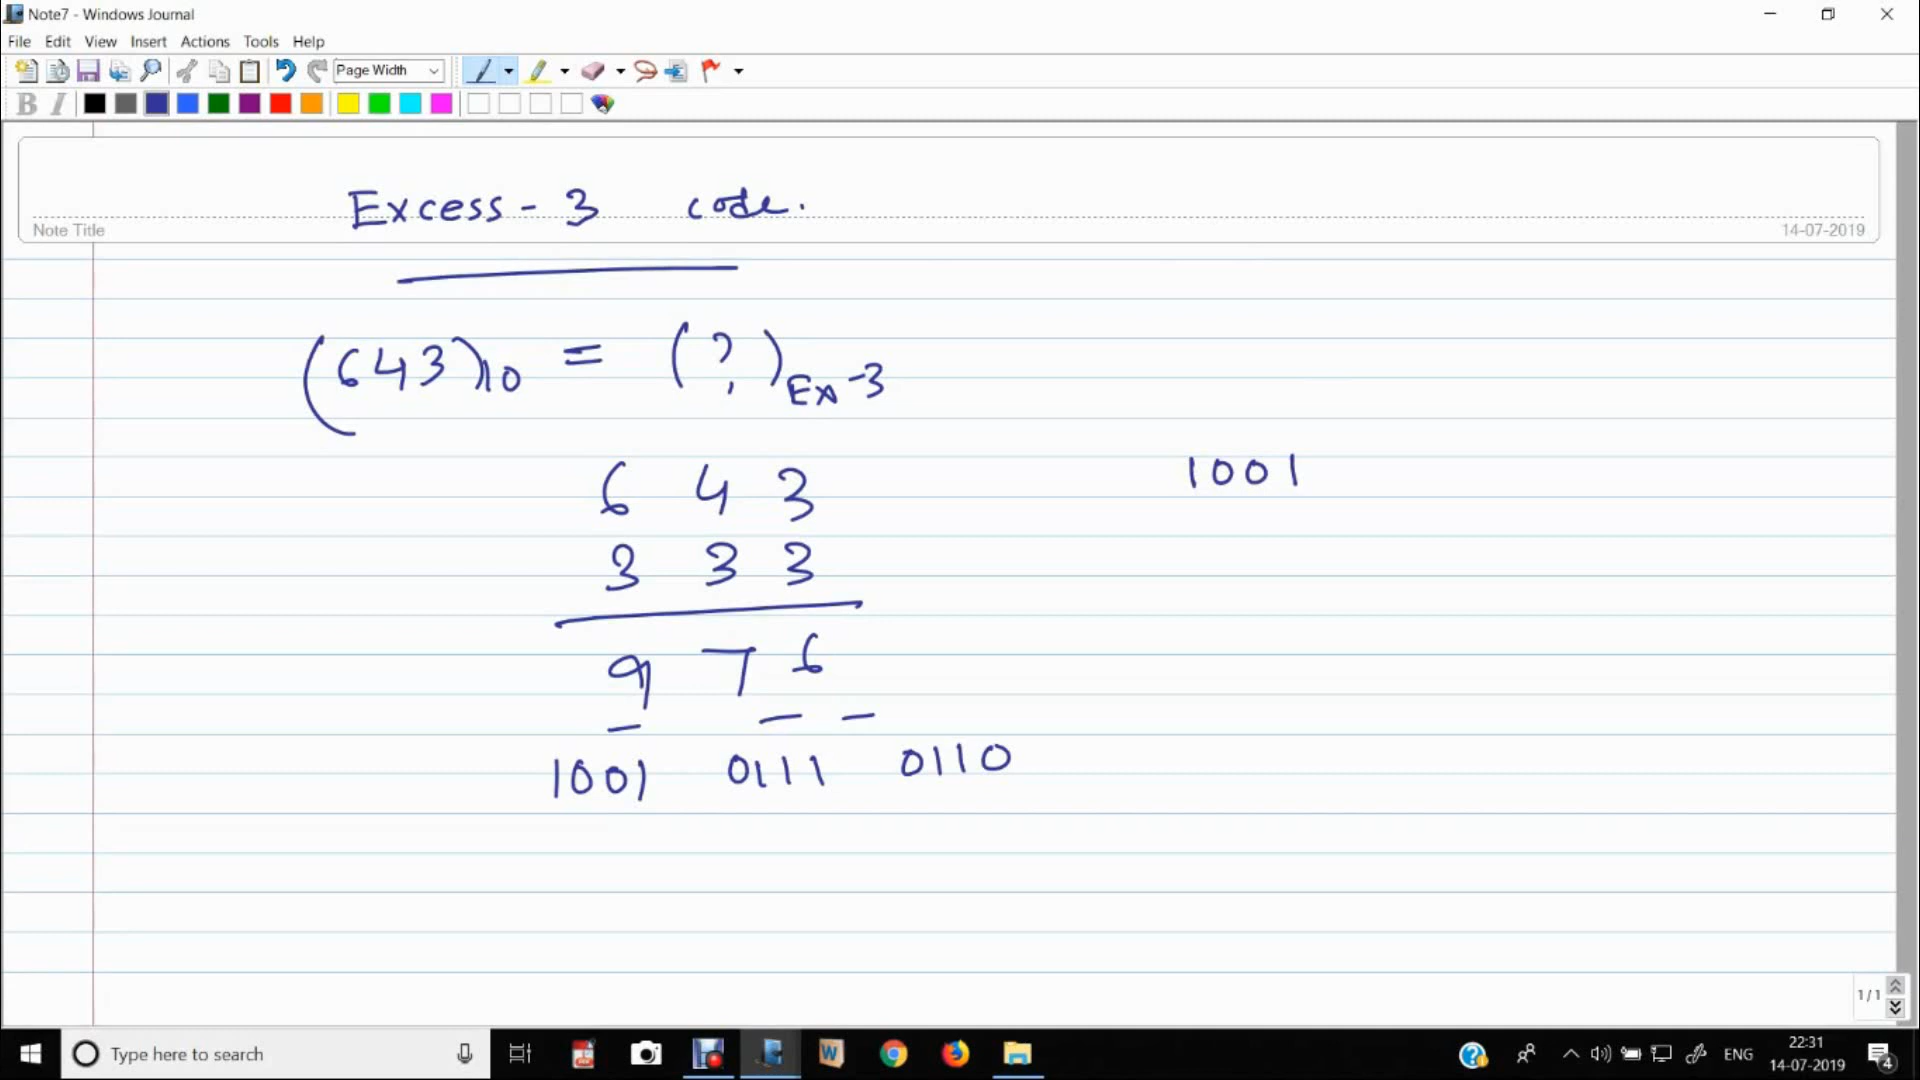 Note7 - Windows Journal
File Edit View Insert Actions Tools Help
Page Width
B I
Excess - 3 code.
Note Title
14-07-2019
(643)10 = (?)Ex-3
6 4 3
1001
3 3 3
9 7 6
1001 0111 0110
1/1
Type here to search
W
ENG
22:31
14-07-2019
4